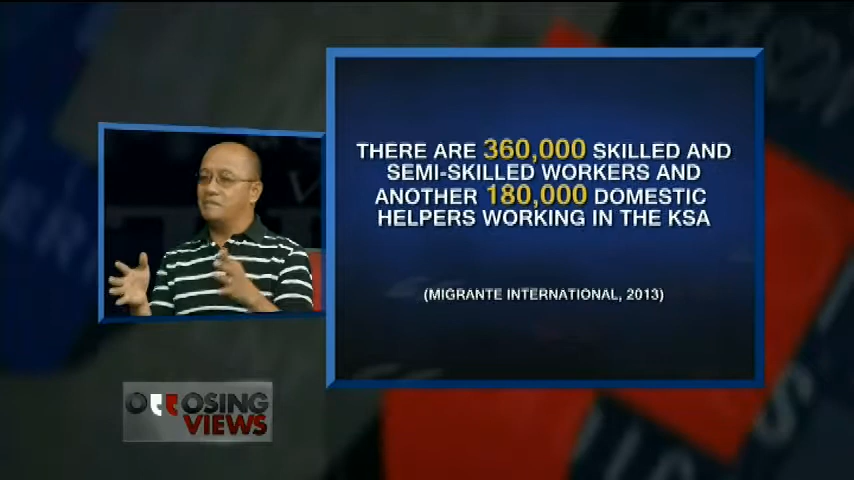 THERE ARE 360,000 SKILLED AND
SEMI-SKILLED WORKERS AND
ANOTHER 180,000 DOMESTIC
HELPERS WORKING IN THE KSA
(MIGRANTE INTERNATIONAL, 2013)
OPPOSING
VIEWS